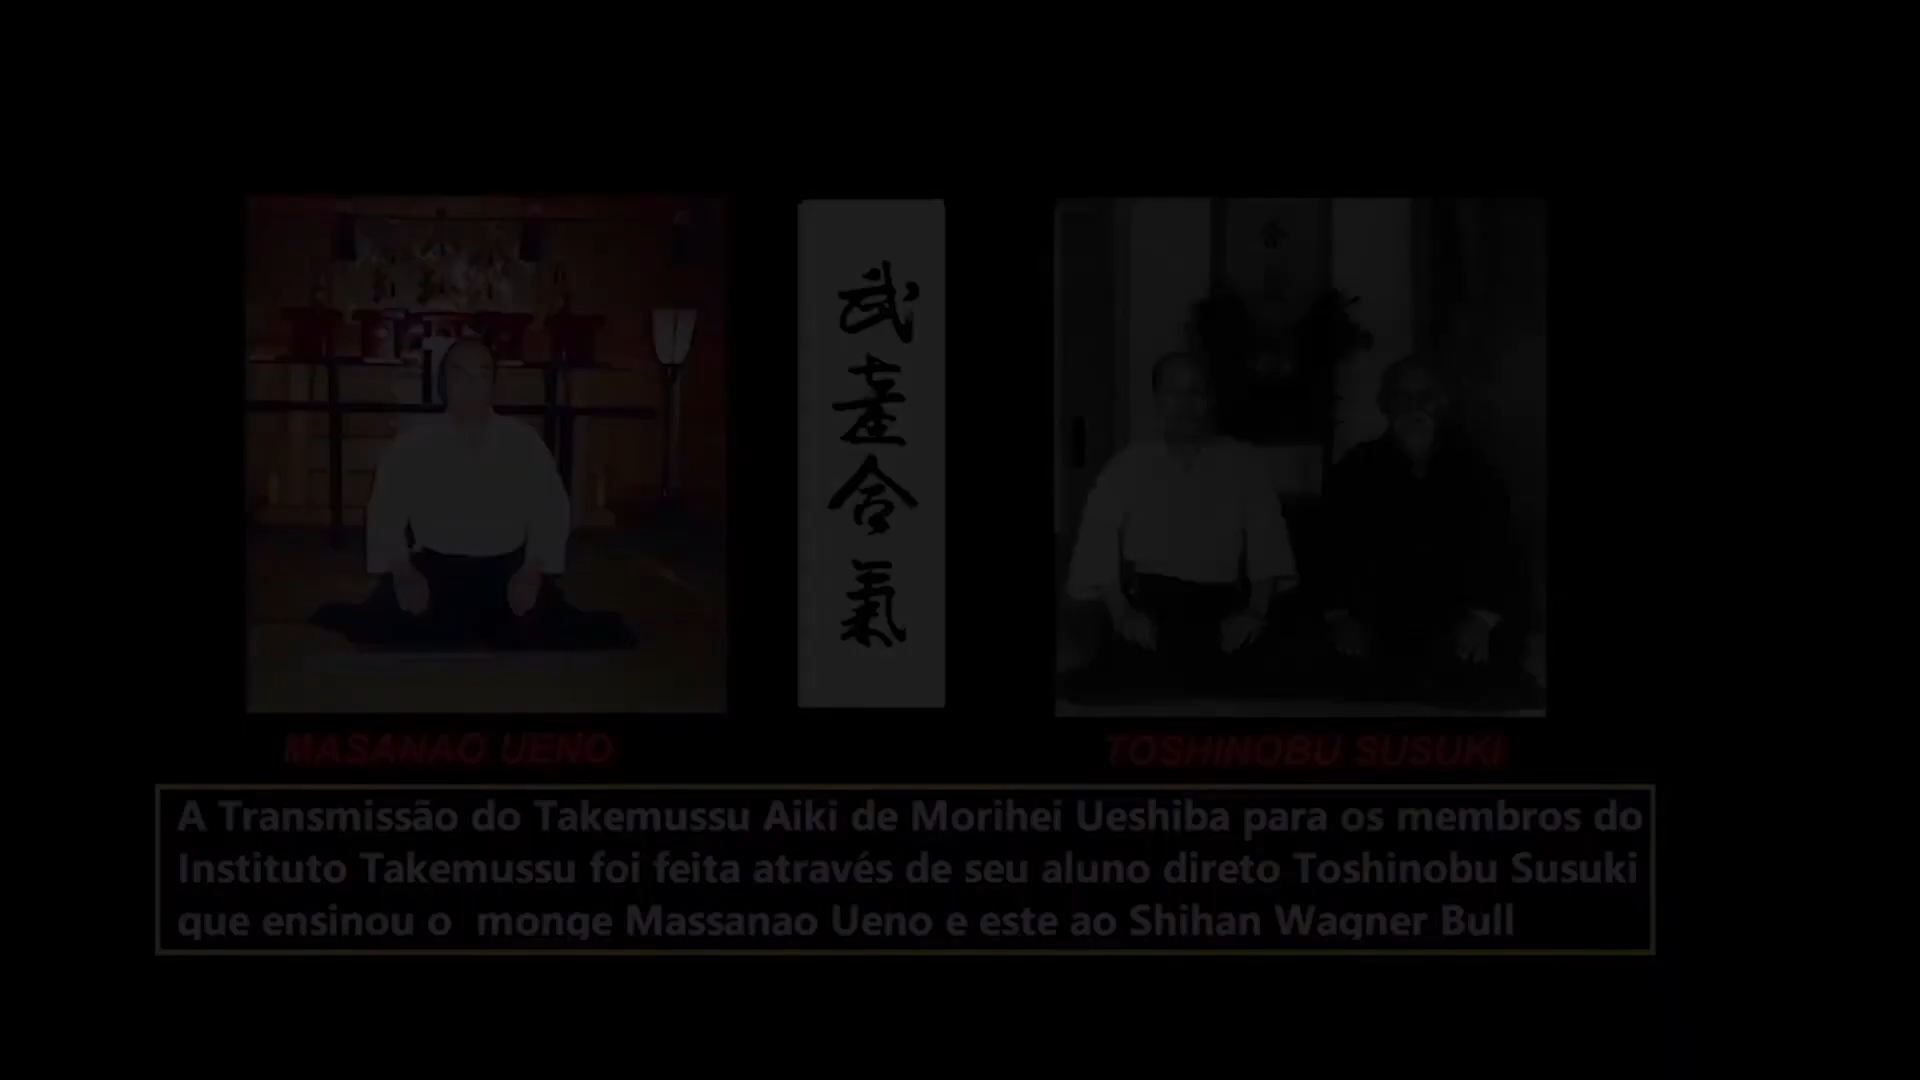 武産合氣
MASANAO UENO
TOSHINOBU SUSUKI
A Transmissão do Takemussu Aiki de Morihei Ueshiba para os membros do
Instituto Takemussu foi feita através de seu aluno direto Toshinobu Susuki
que ensinou o monge Massanao Ueno e este ao Shihan Wagner Bull